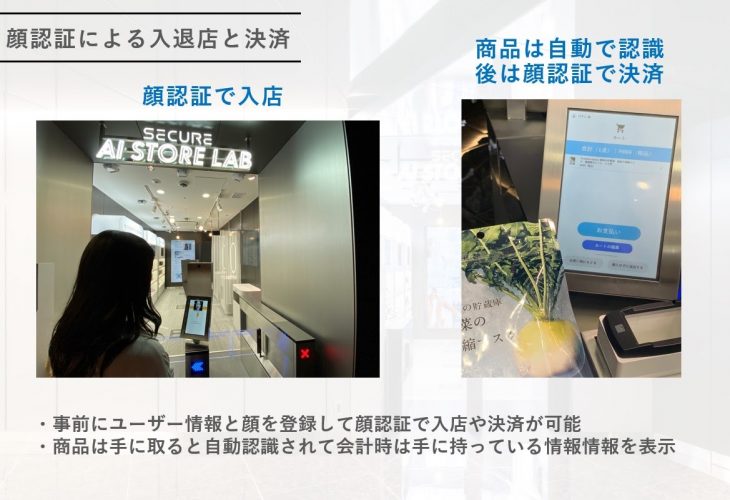 顔認証による入退店と決済
顔認証で入店
商品は自動で認識
後は顔認証で決済
SECURE
AI STORE LAB
お支払い
の貯蔵庫
菜の
縮
・事前にユーザー情報と顔を登録して顔認証で入店や決済が可能
・商品は手に取ると自動認識されて会計時は手に持っている情報情報を表示